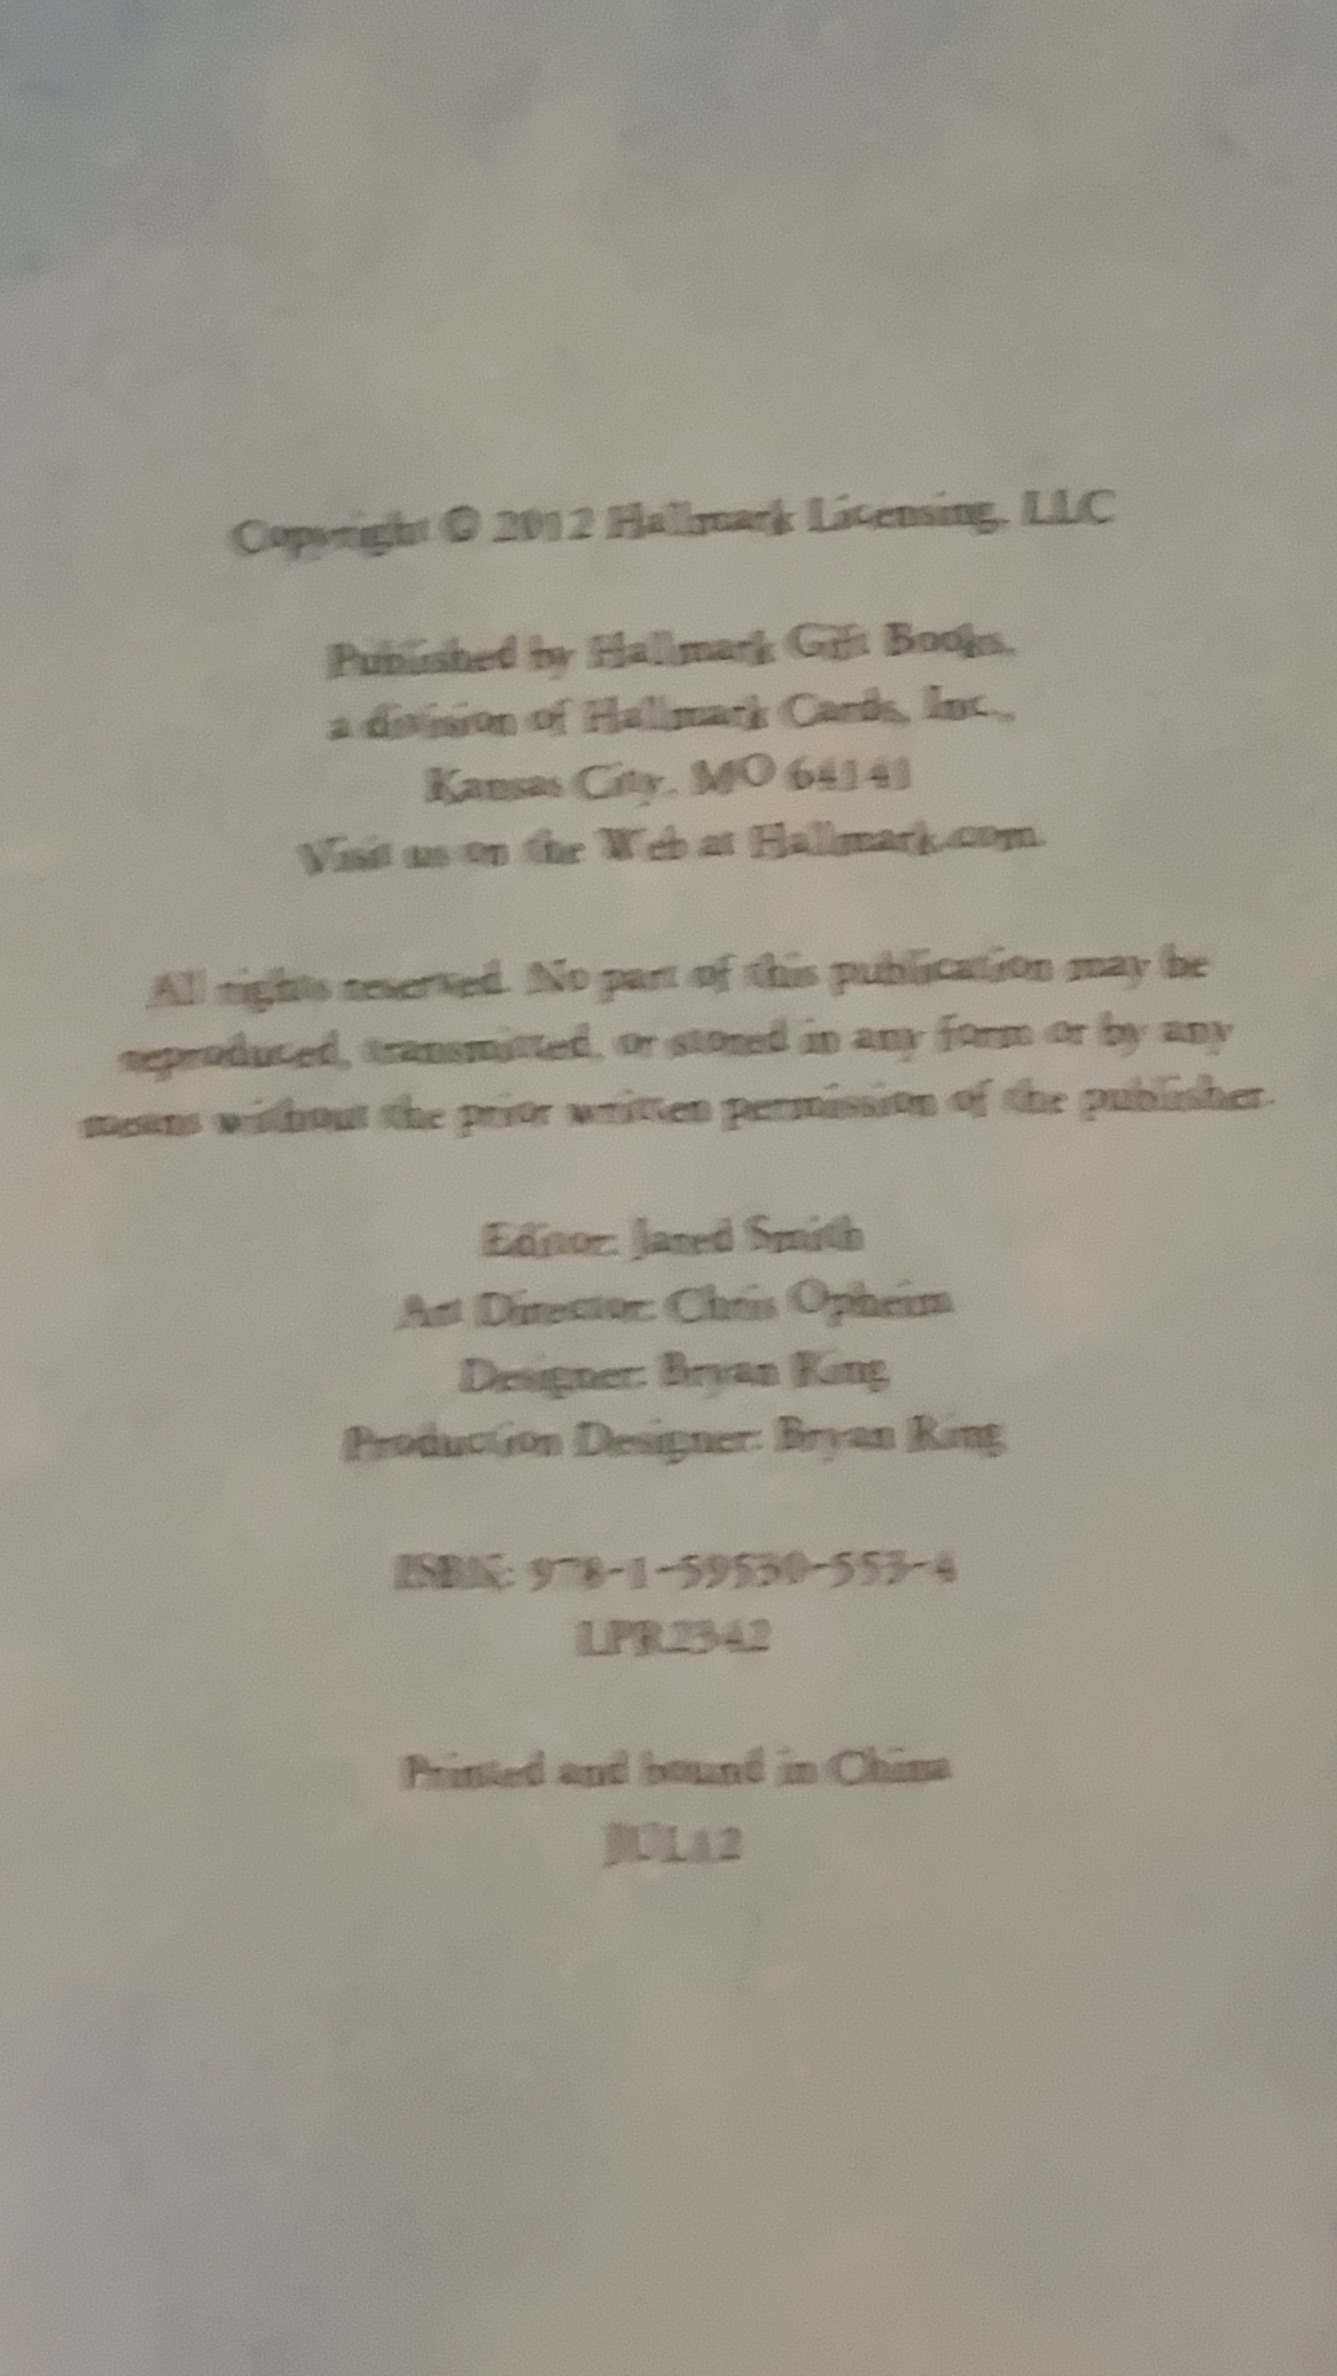 Copyright © 2012 Hallmark Licensing, LLC
Published by Hallmark Gift Books,
a division of Hallmark Cards, Inc.,
Kansas City, MO 64141
Visit us on the Web at Hallmark.com.
All rights reserved. No part of this publication may be
reproduced, transmitted, or stored in any form or by any
means without the prior written permission of the publisher.
Editor: Jared Smith
Art Director: Chris Opheim
Designer: Bryan Ring
Production Designer: Bryan Ring
ISBN: 978-1-59530-553-4
LPR2342
Printed and bound in China
JUL12